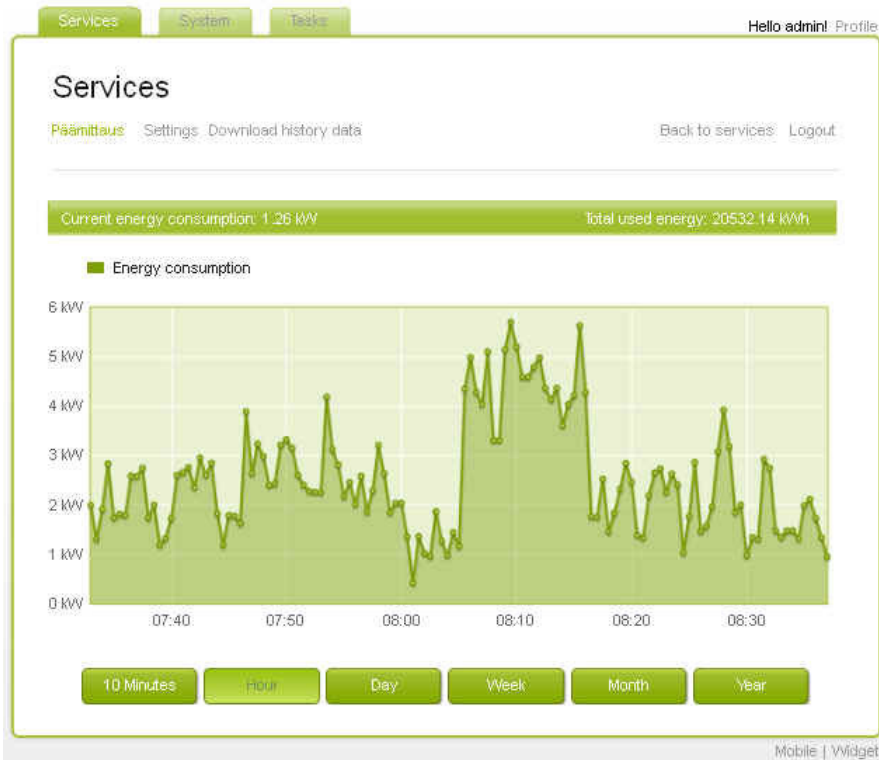 Services System Tasks
Hello admin! Profile
Services
Päämittaus Settings Download history data Back to services Logout
Current energy consumption: 1.26 kW Total used energy: 20532.14 kWh
Energy consumption
6 kW
5 kW
4 kW
3 kW
2 kW
1 kW
0 kW
07:40 07:50 08:00 08:10 08:20 08:30
10 Minutes Hour Day Week Month Year
Mobile | Widget